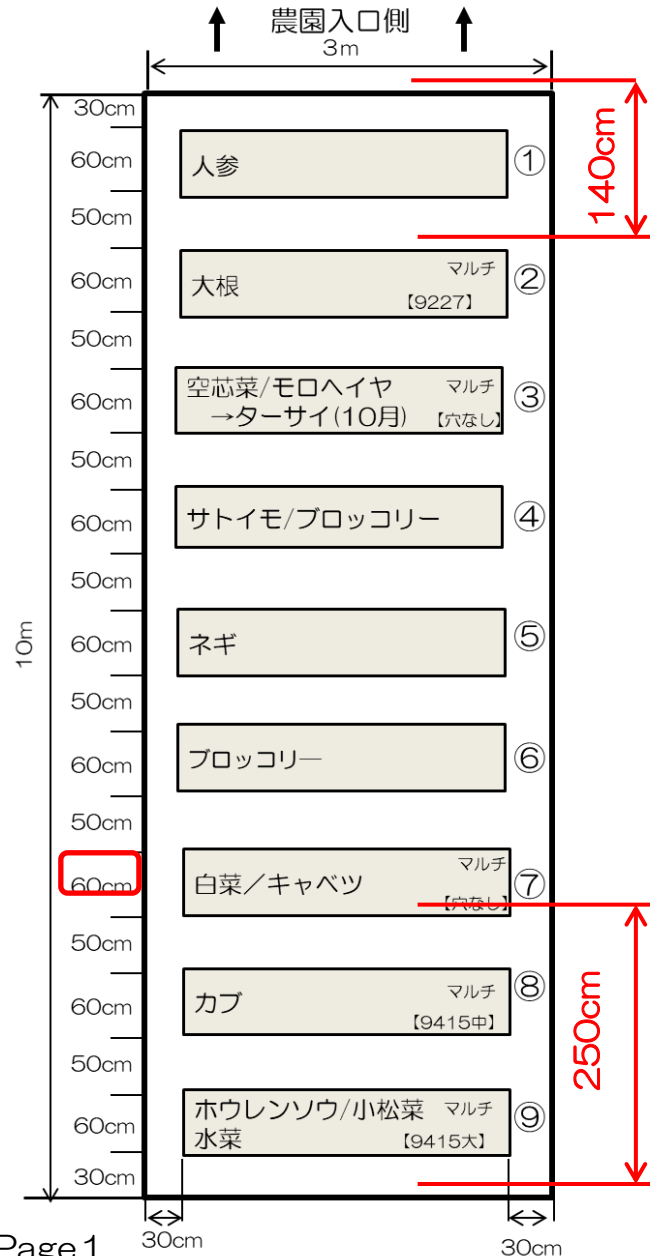 農園入口側
3m
30cm
60cm
人参
①
140cm
50cm
60cm
大根
マルチ
②
【9227】
50cm
60cm
空芯菜/モロヘイヤ
マルチ
③
→ターサイ(10月)
【穴なし】
50cm
60cm
サトイモ/ブロッコリー
④
50cm
10m
60cm
ネギ
⑤
50cm
60cm
ブロッコリ―
⑥
50cm
60cm
白菜／キャベツ
マルチ
⑦
【穴なし】
50cm
60cm
カブ
マルチ
⑧
【9415中】
250cm
50cm
60cm
ホウレンソウ/小松菜
マルチ
⑨
水菜
【9415大】
30cm
Page1
30cm
30cm